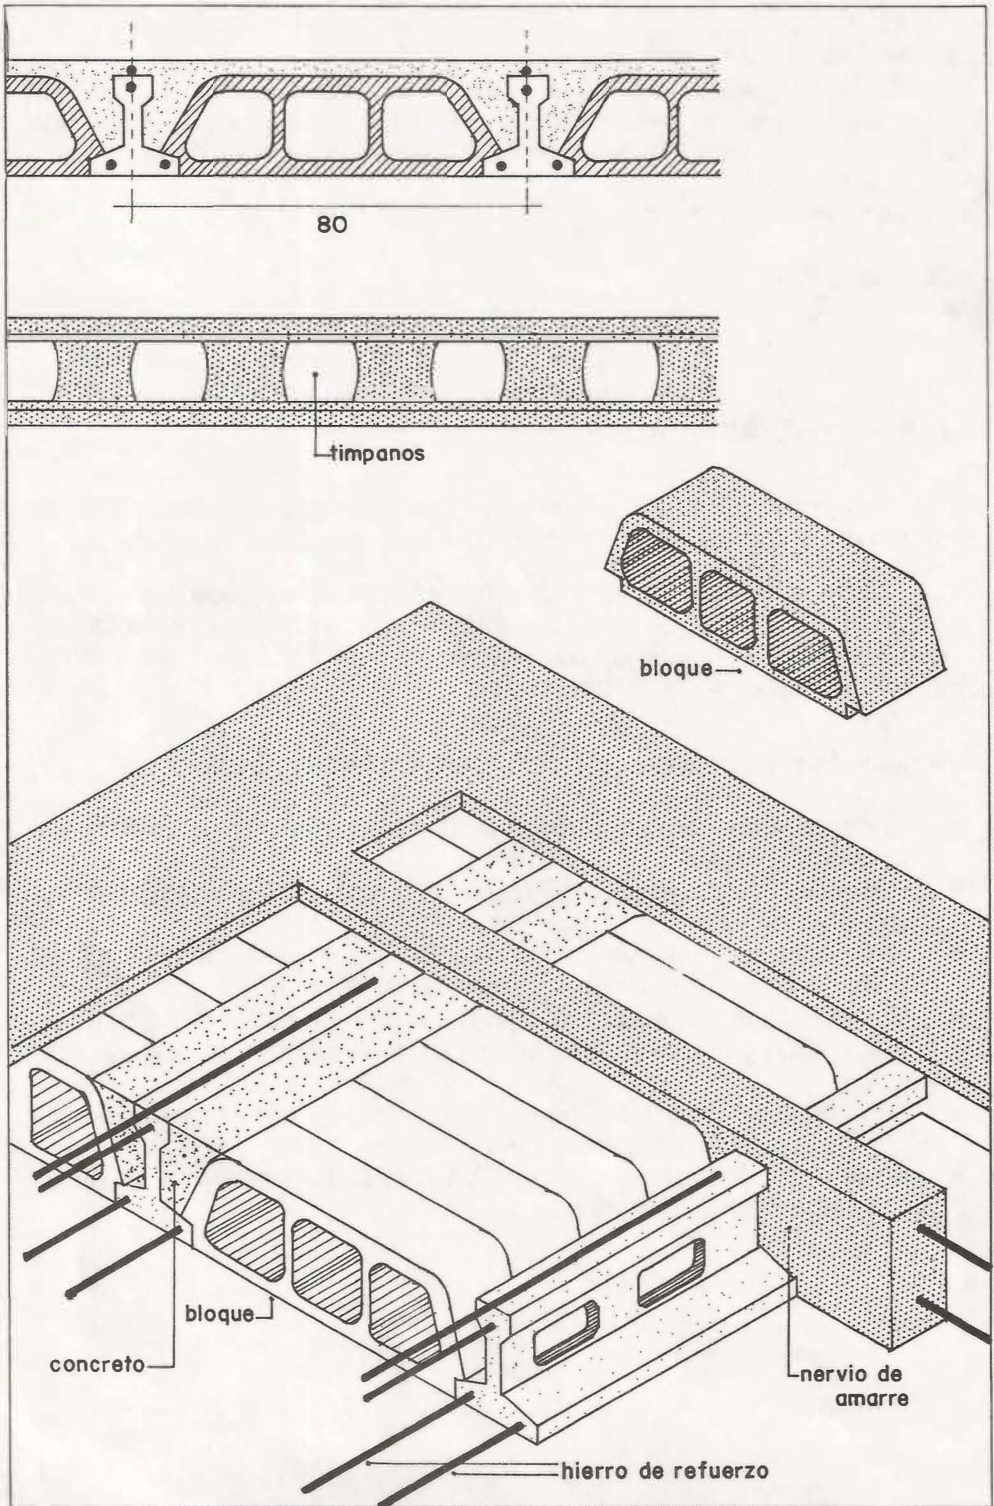 80
timpanos
bloque
bloque
concreto
nervio de
amarre
hierro de refuerzo